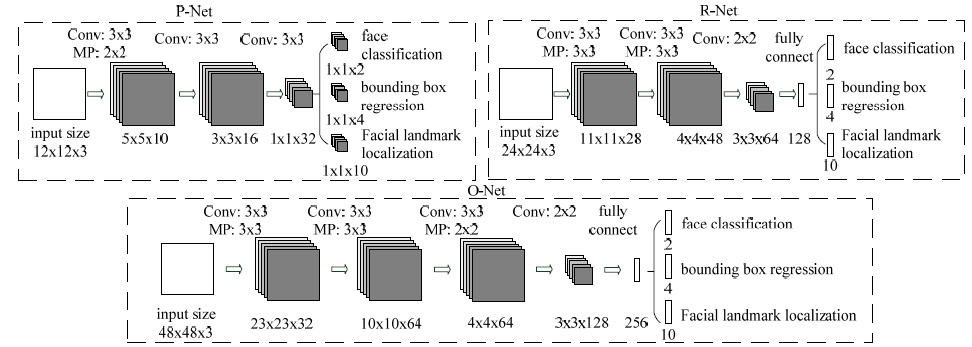 P-Net
Conv: 3x3
MP: 2x2
Conv: 3x3
Conv: 3x3
face
classification
1x1x2
bounding box
regression
1x1x4
Facial landmark
localization
1x1x10
input size
12x12x3
5x5x10
3x3x16
1x1x32
R-Net
Conv: 3x3
MP: 3x3
Conv: 3x3
MP: 3x3
Conv: 2x2
fully
connect
face classification
2
bounding box
regression
4
Facial landmark
localization
10
input size
24x24x3
11x11x28
4x4x48
3x3x64
128
O-Net
Conv: 3x3
MP: 3x3
Conv: 3x3
MP: 3x3
Conv: 3x3
MP: 2x2
Conv: 2x2
fully
connect
face classification
2
bounding box regression
4
Facial landmark localization
10
input size
48x48x3
23x23x32
10x10x64
4x4x64
3x3x128
256